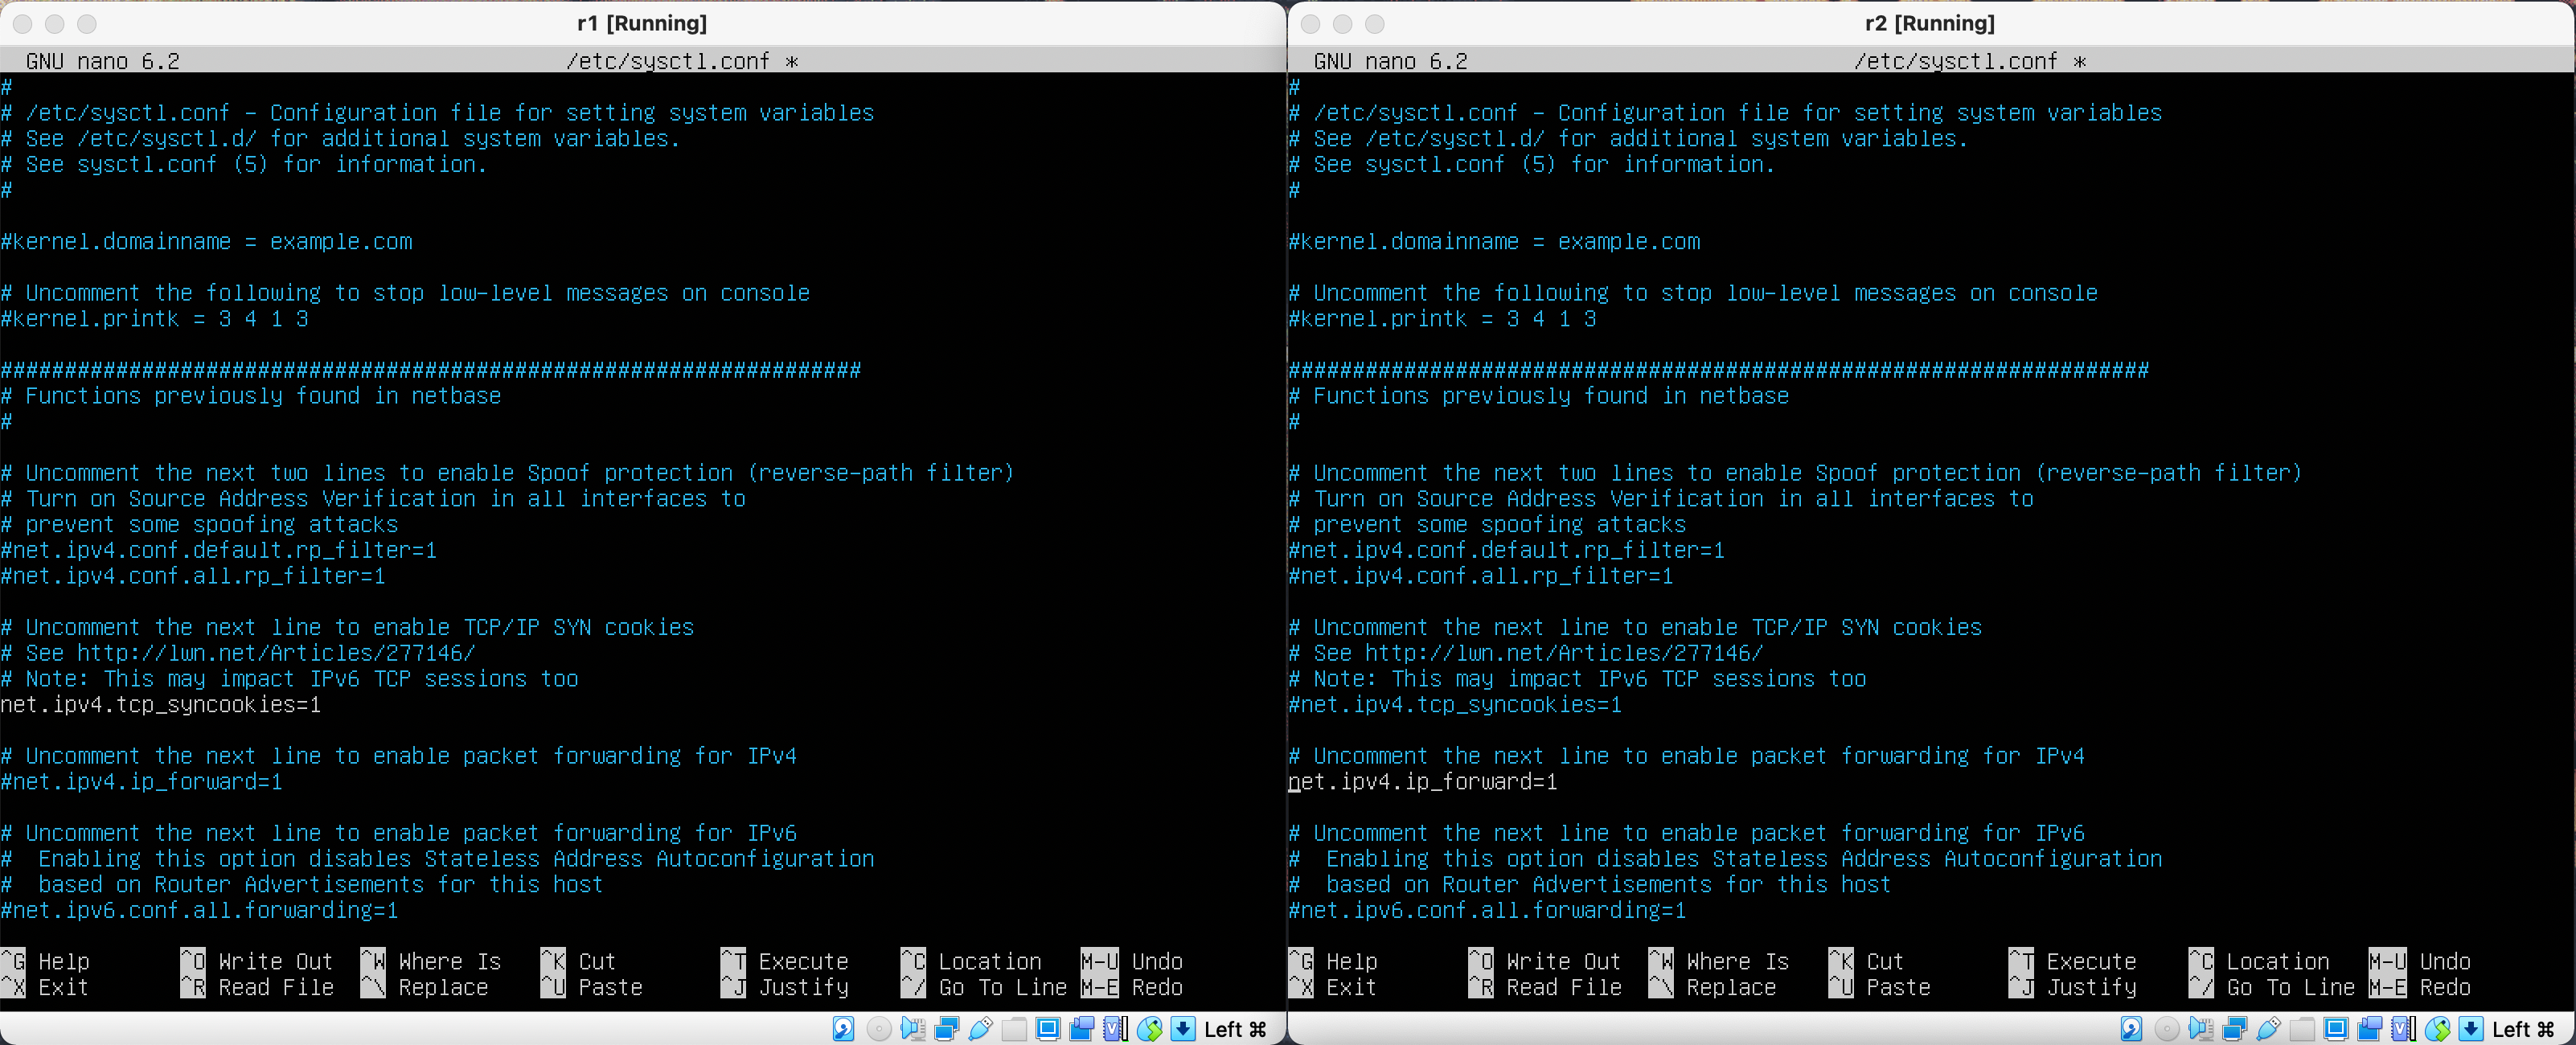 r1 [Running]
GNU nano 6.2 /etc/sysctl.conf *
#
# /etc/sysctl.conf - Configuration file for setting system variables
# See /etc/sysctl.d/ for additional system variables.
# See sysctl.conf (5) for information.
#
#kernel.domainname = example.com
# Uncomment the following to stop low-level messages on console
#kernel.printk = 3 4 1 3
###################################################################
# Functions previously found in netbase
#
# Uncomment the next two lines to enable Spoof protection (reverse-path filter)
# Turn on Source Address Verification in all interfaces to
# prevent some spoofing attacks
#net.ipv4.conf.default.rp_filter=1
#net.ipv4.conf.all.rp_filter=1
# Uncomment the next line to enable TCP/IP SYN cookies
# See http://lwn.net/Articles/277146/
# Note: This may impact IPv6 TCP sessions too
net.ipv4.tcp_syncookies=1
# Uncomment the next line to enable packet forwarding for IPv4
#net.ipv4.ip_forward=1
# Uncomment the next line to enable packet forwarding for IPv6
#  Enabling this option disables Stateless Address Autoconfiguration
#  based on Router Advertisements for this host
#net.ipv6.conf.all.forwarding=1
^G Help ^O Write Out ^W Where Is ^K Cut ^T Execute ^C Location M-U Undo
^X Exit ^R Read File ^\ Replace ^U Paste ^J Justify ^/ Go To Line M-E Redo
Left ⌘
r2 [Running]
GNU nano 6.2 /etc/sysctl.conf *
#
# /etc/sysctl.conf - Configuration file for setting system variables
# See /etc/sysctl.d/ for additional system variables.
# See sysctl.conf (5) for information.
#
#kernel.domainname = example.com
# Uncomment the following to stop low-level messages on console
#kernel.printk = 3 4 1 3
###################################################################
# Functions previously found in netbase
#
# Uncomment the next two lines to enable Spoof protection (reverse-path filter)
# Turn on Source Address Verification in all interfaces to
# prevent some spoofing attacks
#net.ipv4.conf.default.rp_filter=1
#net.ipv4.conf.all.rp_filter=1
# Uncomment the next line to enable TCP/IP SYN cookies
# See http://lwn.net/Articles/277146/
# Note: This may impact IPv6 TCP sessions too
#net.ipv4.tcp_syncookies=1
# Uncomment the next line to enable packet forwarding for IPv4
net.ipv4.ip_forward=1
# Uncomment the next line to enable packet forwarding for IPv6
#  Enabling this option disables Stateless Address Autoconfiguration
#  based on Router Advertisements for this host
#net.ipv6.conf.all.forwarding=1
^G Help ^O Write Out ^W Where Is ^K Cut ^T Execute ^C Location M-U Undo
^X Exit ^R Read File ^\ Replace ^U Paste ^J Justify ^/ Go To Line M-E Redo
Left ⌘